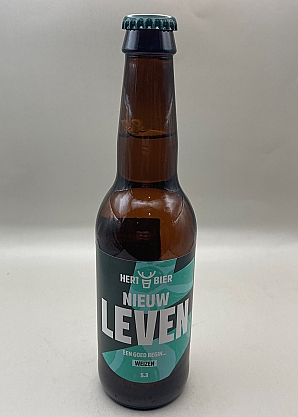 HERT BIER
NIEUW
LEVEN
EEN GOED BEGIN...
WEIZEN
5.3